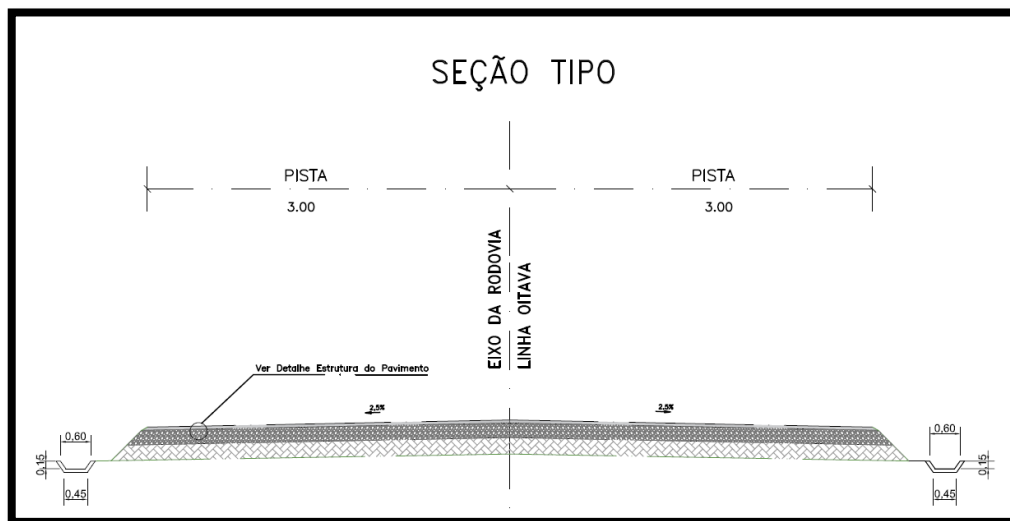 SEÇÃO TIPO
PISTA
PISTA
3.00
3.00
EIXO DA RODOVIA
LINHA OITAVA
Ver Detalhe Estrutura do Pavimento
2,5%
2,5%
0,60
0,60
0,15
0,15
0,45
0,45